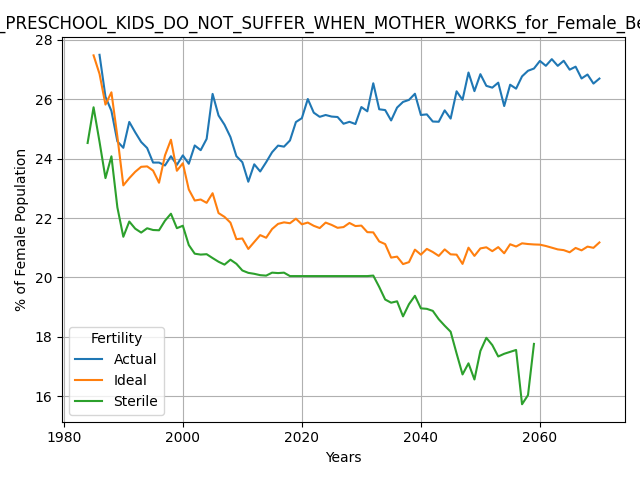 _PRESCHOOL_KIDS_DO_NOT_SUFFER_WHEN_MOTHER_WORKS_for_Female_Be
28
26
24
22
20
18
16
% of Female Population
Fertility
Actual
Ideal
Sterile
1980
2000
2020
2040
2060
Years